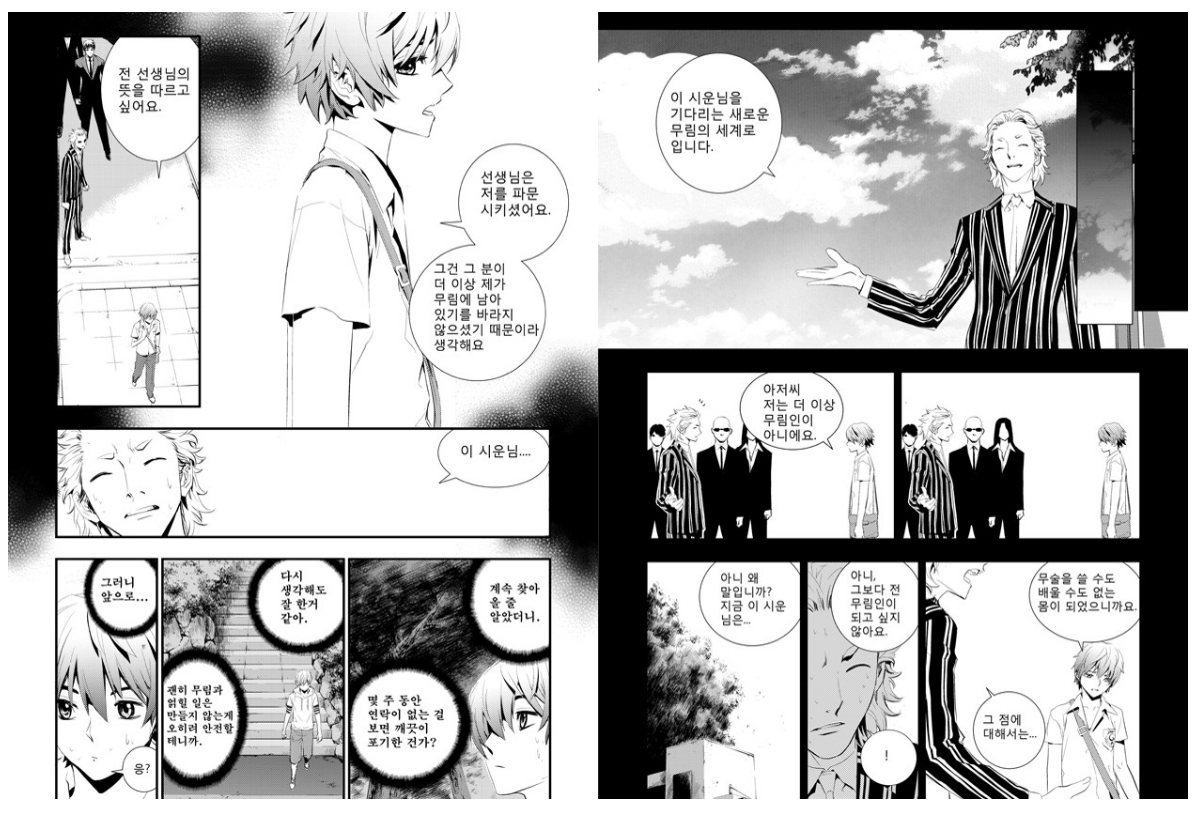 이 시운님을
기다리는 새로운
무림의 세계로
입니다.
아저씨
저는 더 이상
무림인이
아니에요.
무술을 쓸 수도
배울 수도 없는
몸이 되었으니까요.
그 점에
대해서는...
아니,
그보다 전
무림인이
되고 싶지
않아요.
!
아니 왜
말입니까?
지금 이 시운
님은...
선생님은
저를 파문
시키셨어요.
그건 그 분이
더 이상 제가
무림에 남아
있기를 바라지
않으셨기 때문이라
생각해요
전 선생님의
뜻을 따르고
싶어요.
이 시운님....
계속 찾아
올 줄
알았더니.
몇 주 동안
연락이 없는 걸
보면 깨끗이
포기한 건가?
다시
생각해도
잘 한거
같아.
괜히 무림과
얽힐 일은
만들지 않는게
오히려 안전할
테니까.
그러니
앞으로...
응?